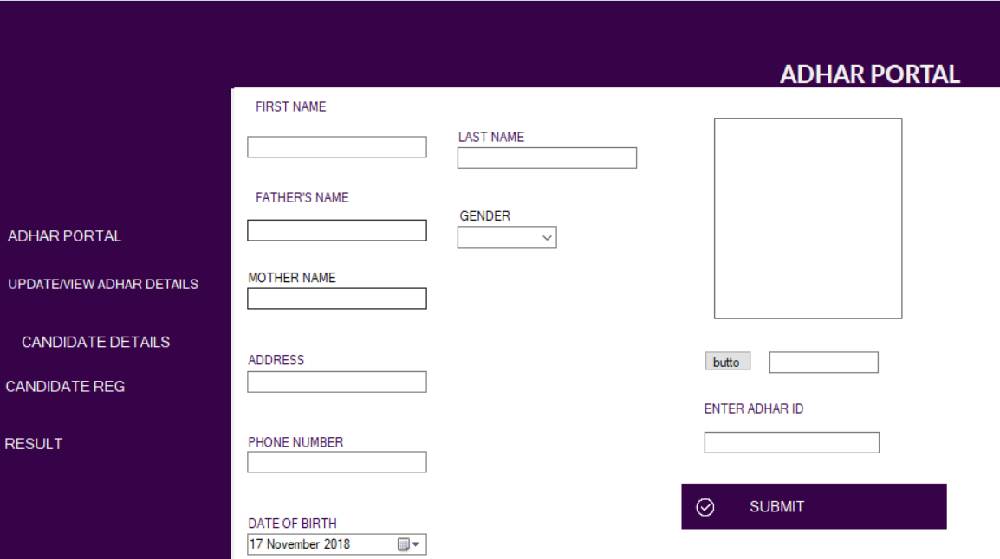 ADHAR PORTAL
ADHAR PORTAL
UPDATE/VIEW ADHAR DETAILS
CANDIDATE DETAILS
CANDIDATE REG
RESULT
FIRST NAME
LAST NAME
FATHER'S NAME
GENDER
MOTHER NAME
ADDRESS
PHONE NUMBER
DATE OF BIRTH
17 November 2018
butto
ENTER ADHAR ID
SUBMIT